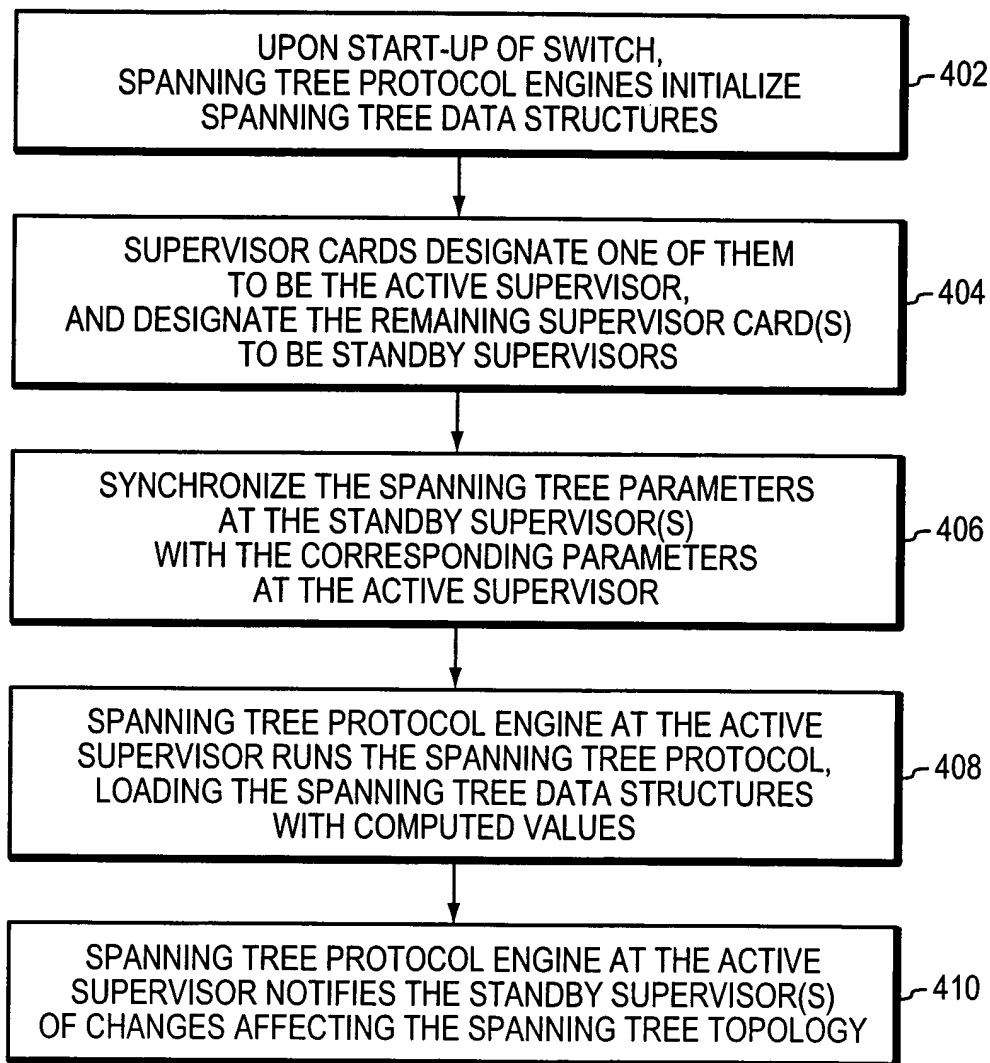 UPON START-UP OF SWITCH,
SPANNING TREE PROTOCOL ENGINES INITIALIZE
SPANNING TREE DATA STRUCTURES
402
SUPERVISOR CARDS DESIGNATE ONE OF THEM
TO BE THE ACTIVE SUPERVISOR,
AND DESIGNATE THE REMAINING SUPERVISOR CARD(S)
TO BE STANDBY SUPERVISORS
404
SYNCHRONIZE THE SPANNING TREE PARAMETERS
AT THE STANDBY SUPERVISOR(S)
WITH THE CORRESPONDING PARAMETERS
AT THE ACTIVE SUPERVISOR
406
SPANNING TREE PROTOCOL ENGINE AT THE ACTIVE
SUPERVISOR RUNS THE SPANNING TREE PROTOCOL,
LOADING THE SPANNING TREE DATA STRUCTURES
WITH COMPUTED VALUES
408
SPANNING TREE PROTOCOL ENGINE AT THE ACTIVE
SUPERVISOR NOTIFIES THE STANDBY SUPERVISOR(S)
OF CHANGES AFFECTING THE SPANNING TREE TOPOLOGY
410